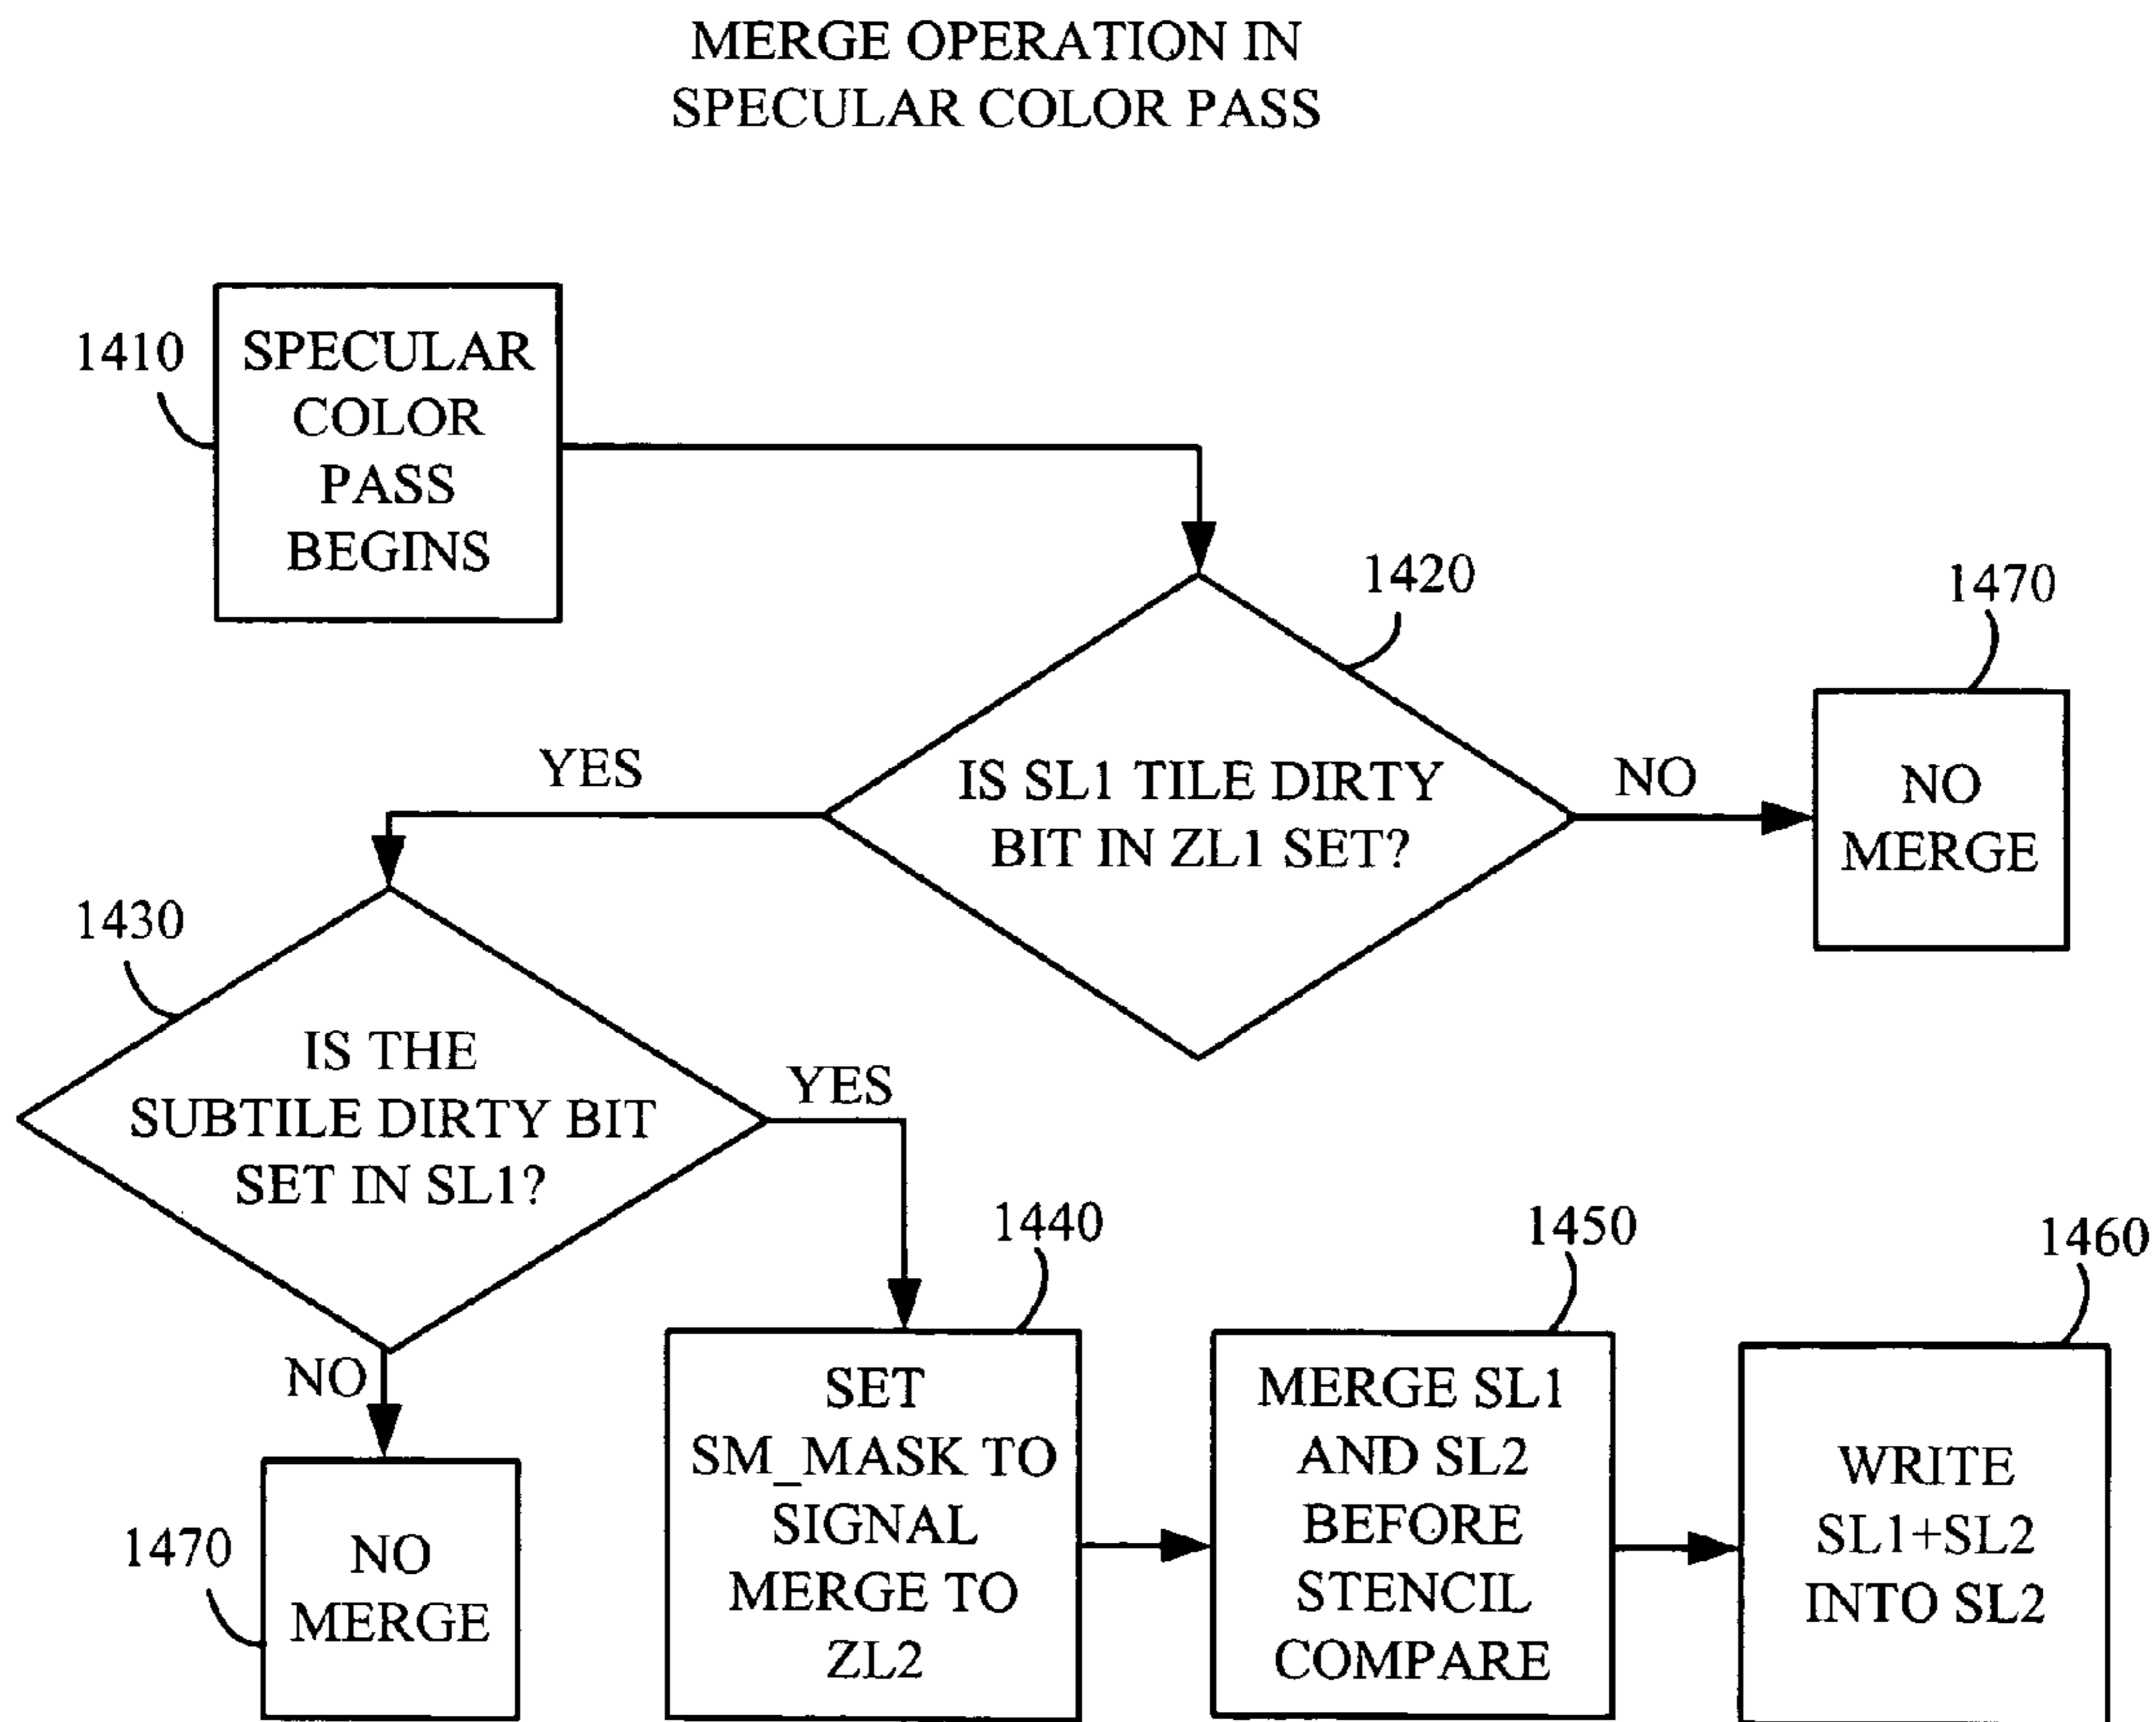 MERGE OPERATION IN
SPECULAR COLOR PASS
1410
SPECULAR
COLOR
PASS
BEGINS
1420
IS SL1 TILE DIRTY
BIT IN ZL1 SET?
YES
NO
1470
NO
MERGE
1430
IS THE
SUBTILE DIRTY BIT
SET IN SL1?
YES
NO
1470
NO
MERGE
1440
SET
SM_MASK TO
SIGNAL
MERGE TO
ZL2
1450
MERGE SL1
AND SL2
BEFORE
STENCIL
COMPARE
1460
WRITE
SL1+SL2
INTO SL2